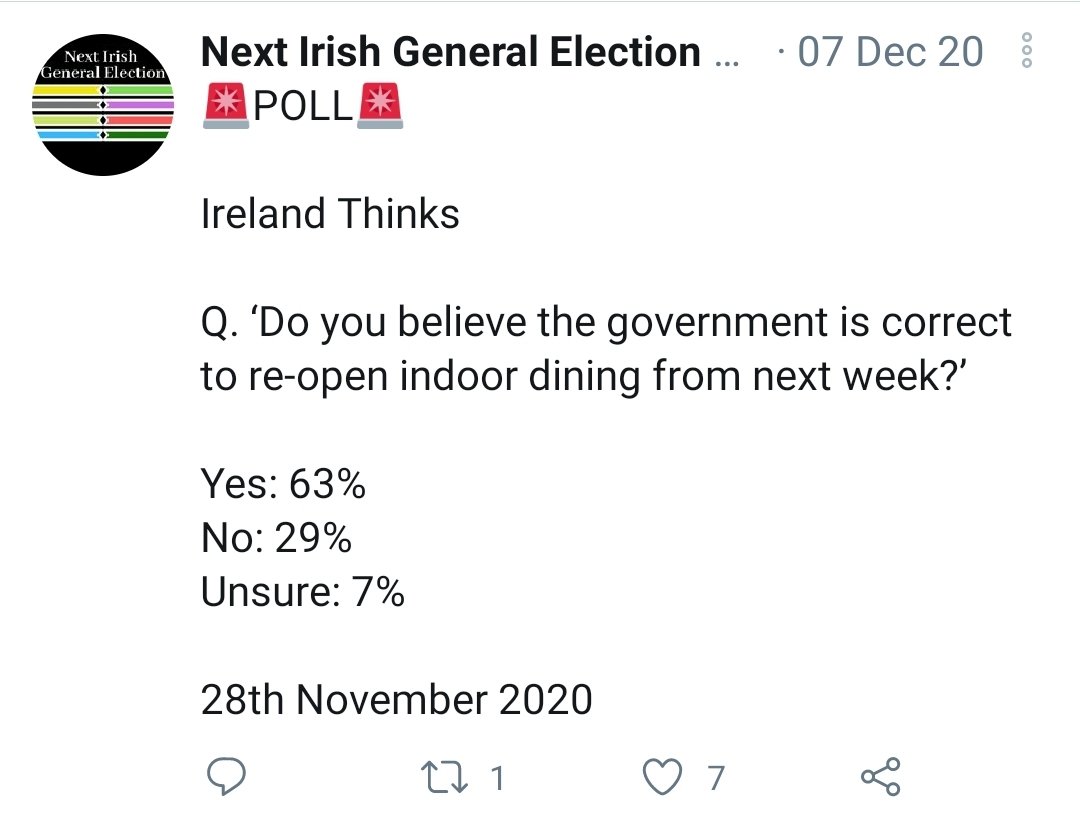 Next Irish
General Election
Next Irish General Election ... · 07 Dec 20
🚨POLL🚨
Ireland Thinks
Q. ‘Do you believe the government is correct
to re-open indoor dining from next week?’
Yes: 63%
No: 29%
Unsure: 7%
28th November 2020
1 7